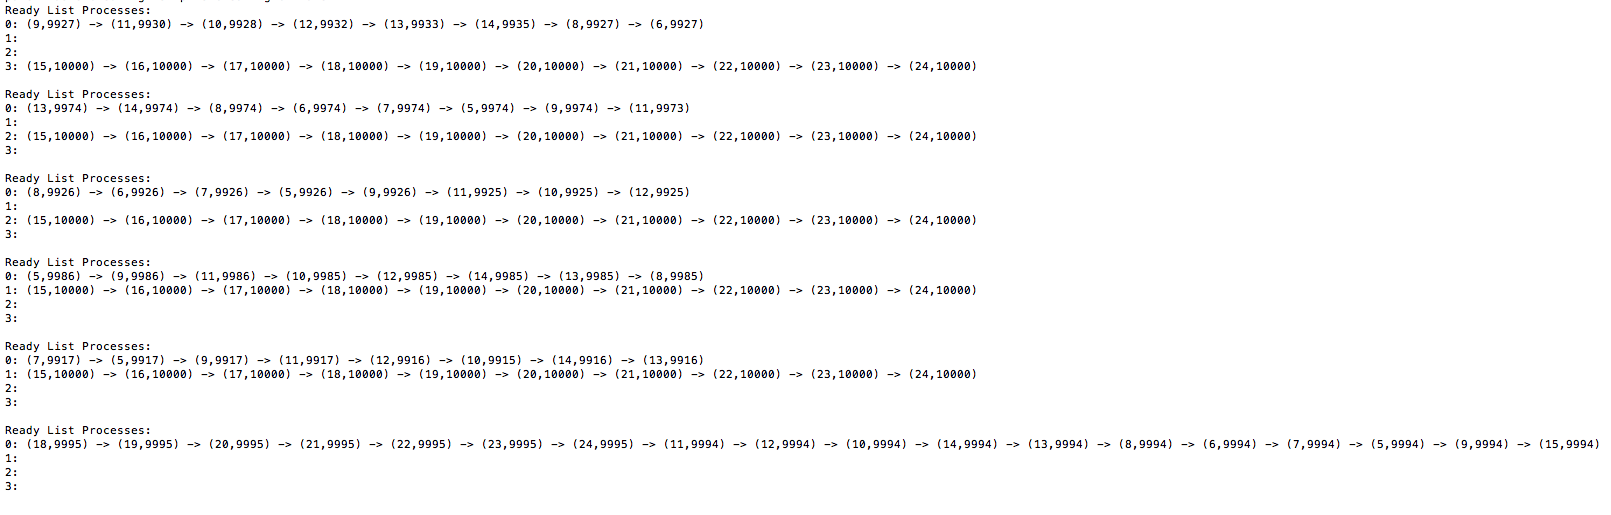 Ready List Processes:
0: (9,9927) -> (11,9930) -> (10,9928) -> (12,9932) -> (13,9933) -> (14,9935) -> (8,9927) -> (6,9927)
1:
2:
3: (15,10000) -> (16,10000) -> (17,10000) -> (18,10000) -> (19,10000) -> (20,10000) -> (21,10000) -> (22,10000) -> (23,10000) -> (24,10000)
Ready List Processes:
0: (13,9974) -> (14,9974) -> (8,9974) -> (6,9974) -> (7,9974) -> (5,9974) -> (9,9974) -> (11,9973)
1:
2: (15,10000) -> (16,10000) -> (17,10000) -> (18,10000) -> (19,10000) -> (20,10000) -> (21,10000) -> (22,10000) -> (23,10000) -> (24,10000)
3:
Ready List Processes:
0: (8,9926) -> (6,9926) -> (7,9926) -> (5,9926) -> (9,9926) -> (11,9925) -> (10,9925) -> (12,9925)
1:
2: (15,10000) -> (16,10000) -> (17,10000) -> (18,10000) -> (19,10000) -> (20,10000) -> (21,10000) -> (22,10000) -> (23,10000) -> (24,10000)
3:
Ready List Processes:
0: (5,9986) -> (9,9986) -> (11,9986) -> (10,9985) -> (12,9985) -> (14,9985) -> (13,9985) -> (8,9985)
1: (15,10000) -> (16,10000) -> (17,10000) -> (18,10000) -> (19,10000) -> (20,10000) -> (21,10000) -> (22,10000) -> (23,10000) -> (24,10000)
2:
3:
Ready List Processes:
0: (7,9917) -> (5,9917) -> (9,9917) -> (11,9917) -> (12,9916) -> (10,9915) -> (14,9916) -> (13,9916)
1: (15,10000) -> (16,10000) -> (17,10000) -> (18,10000) -> (19,10000) -> (20,10000) -> (21,10000) -> (22,10000) -> (23,10000) -> (24,10000)
2:
3:
Ready List Processes:
0: (18,9995) -> (19,9995) -> (20,9995) -> (21,9995) -> (22,9995) -> (23,9995) -> (24,9995) -> (11,9994) -> (12,9994) -> (10,9994) -> (14,9994) -> (13,9994) -> (8,9994) -> (6,9994) -> (7,9994) -> (5,9994) -> (9,9994) -> (15,9994)
1:
2:
3: